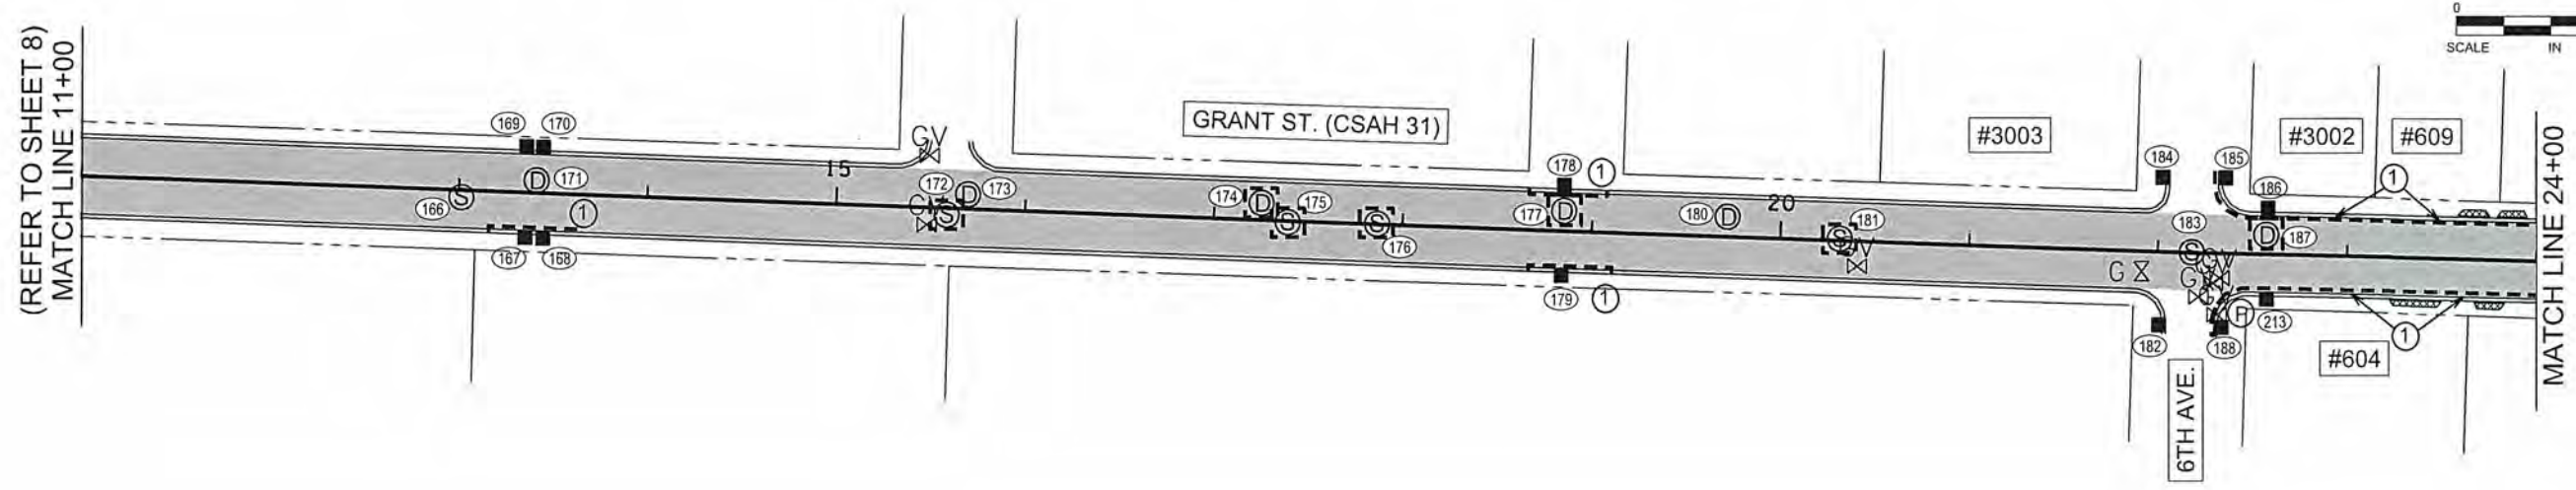 (REFER TO SHEET 8)
MATCH LINE 11+00
0
SCALE IN
GRANT ST. (CSAH 31)
#3003
#3002
#609
#604
6TH AVE.
MATCH LINE 24+00
15
20
169
170
D
171
S
166
1
167
168
GV
172
D
173
G
S
174
D
175
S
S
176
178
1
177
D
179
1
180
D
181
S
V
184
185
186
1
183
S
D
187
G
GV
G
P
213
182
188
1